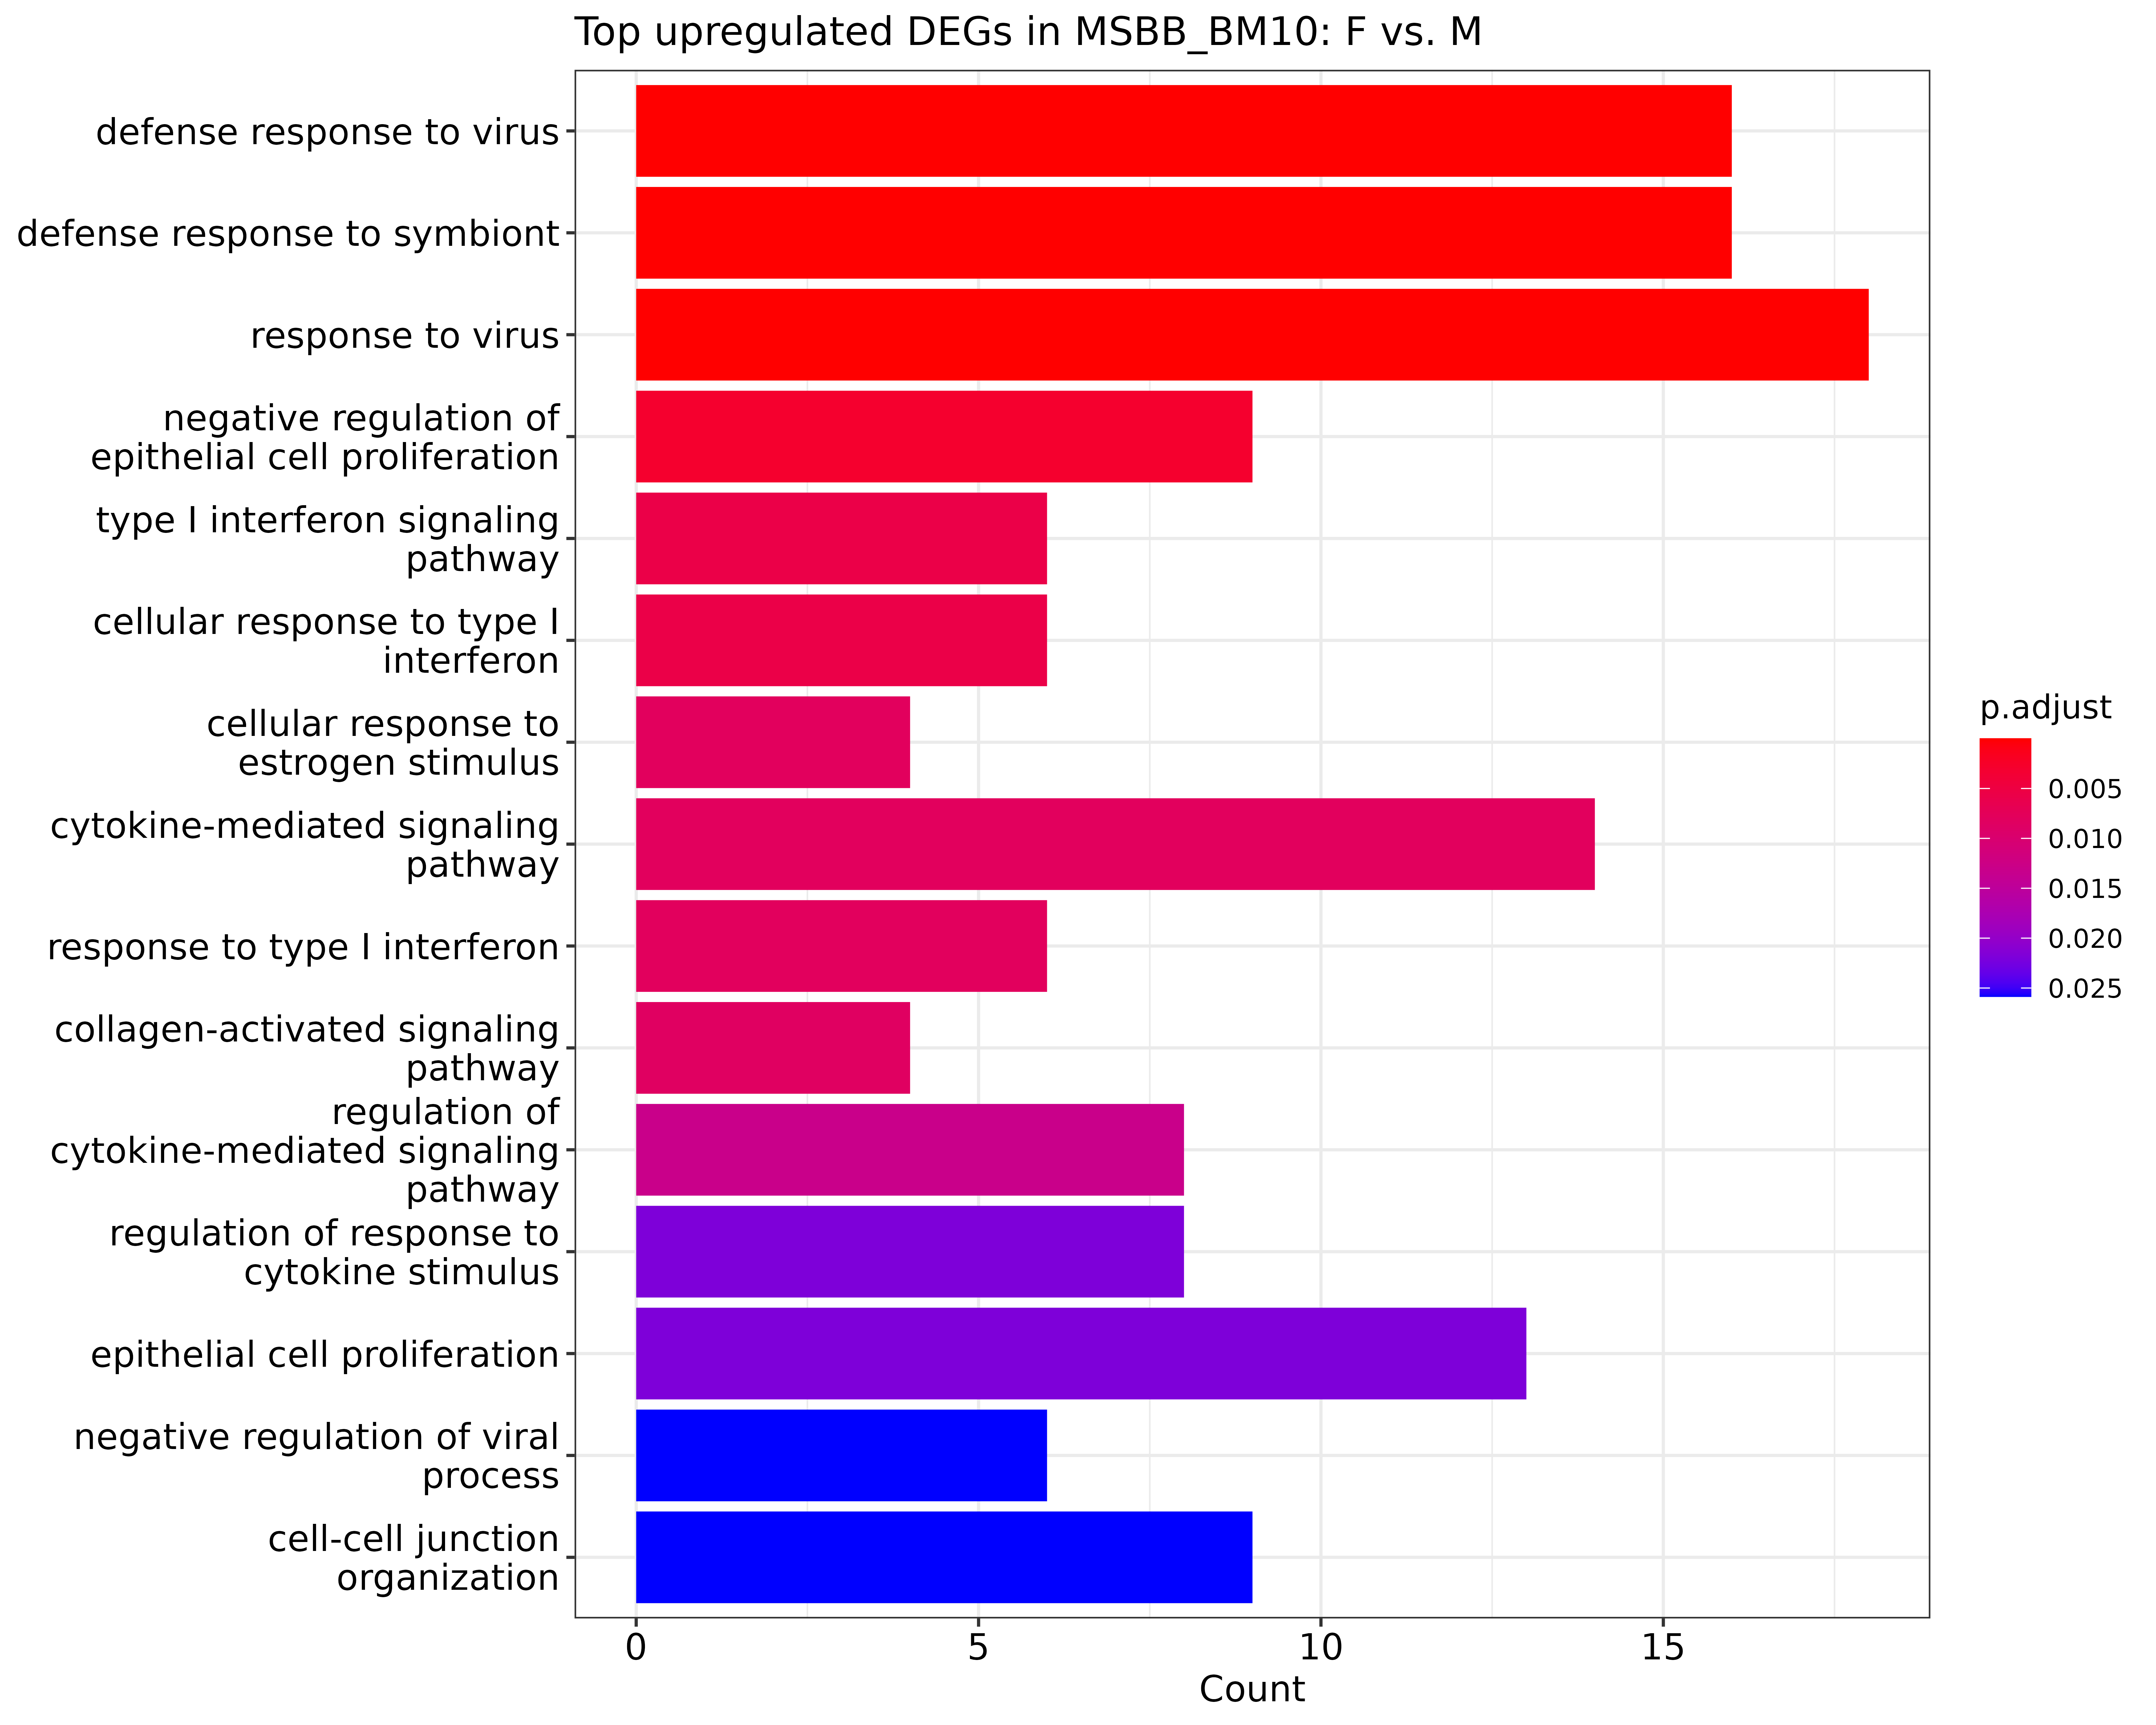 Top upregulated DEGs in MSBB_BM10: F vs. M
defense response to virus
defense response to symbiont
response to virus
negative regulation of
epithelial cell proliferation
type I interferon signaling
pathway
cellular response to type I
interferon
cellular response to
estrogen stimulus
cytokine-mediated signaling
pathway
response to type I interferon
collagen-activated signaling
pathway
regulation of
cytokine-mediated signaling
pathway
regulation of response to
cytokine stimulus
epithelial cell proliferation
negative regulation of viral
process
cell-cell junction
organization
0 5 10 15
Count
p.adjust
0.005
0.010
0.015
0.020
0.025